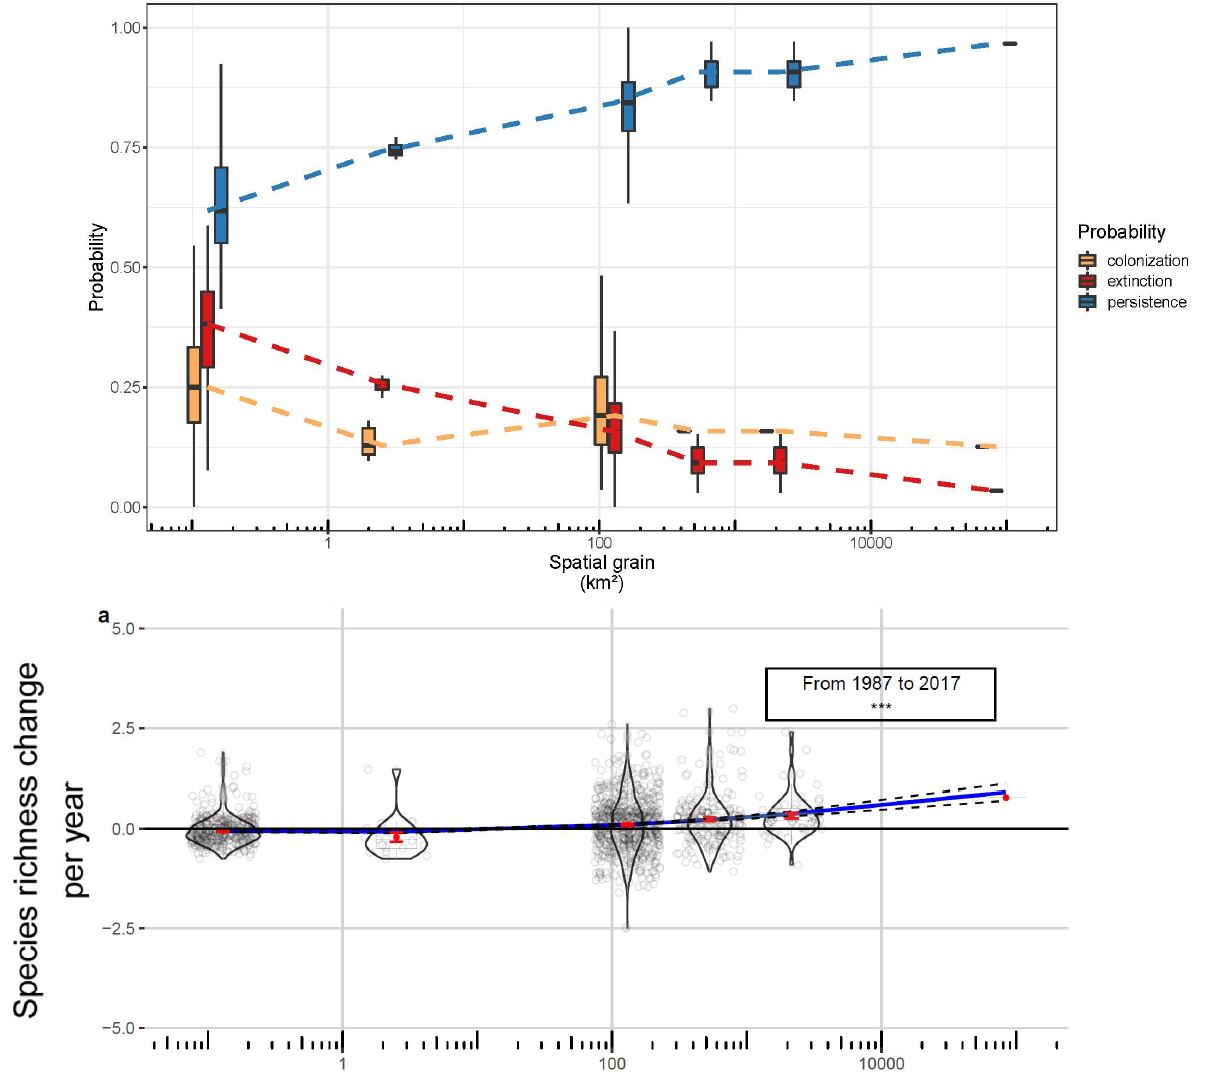 1.00
0.75
0.50
0.25
0.00
Probability
1
100
10000
Spatial grain
(km²)
Probability
colonization
extinction
persistence
a
5.0
2.5
0.0
−2.5
−5.0
Species richness change
per year
From 1987 to 2017
***
1
100
10000